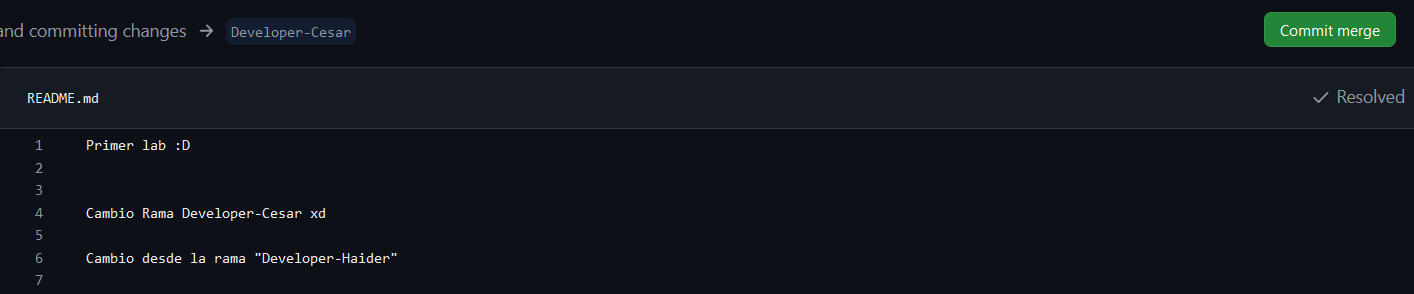 and committing changes → Developer-Cesar
Commit merge
README.md
Resolved
1 Primer lab :D
2
3
4 Cambio Rama Developer-Cesar xd
5
6 Cambio desde la rama "Developer-Haider"
7